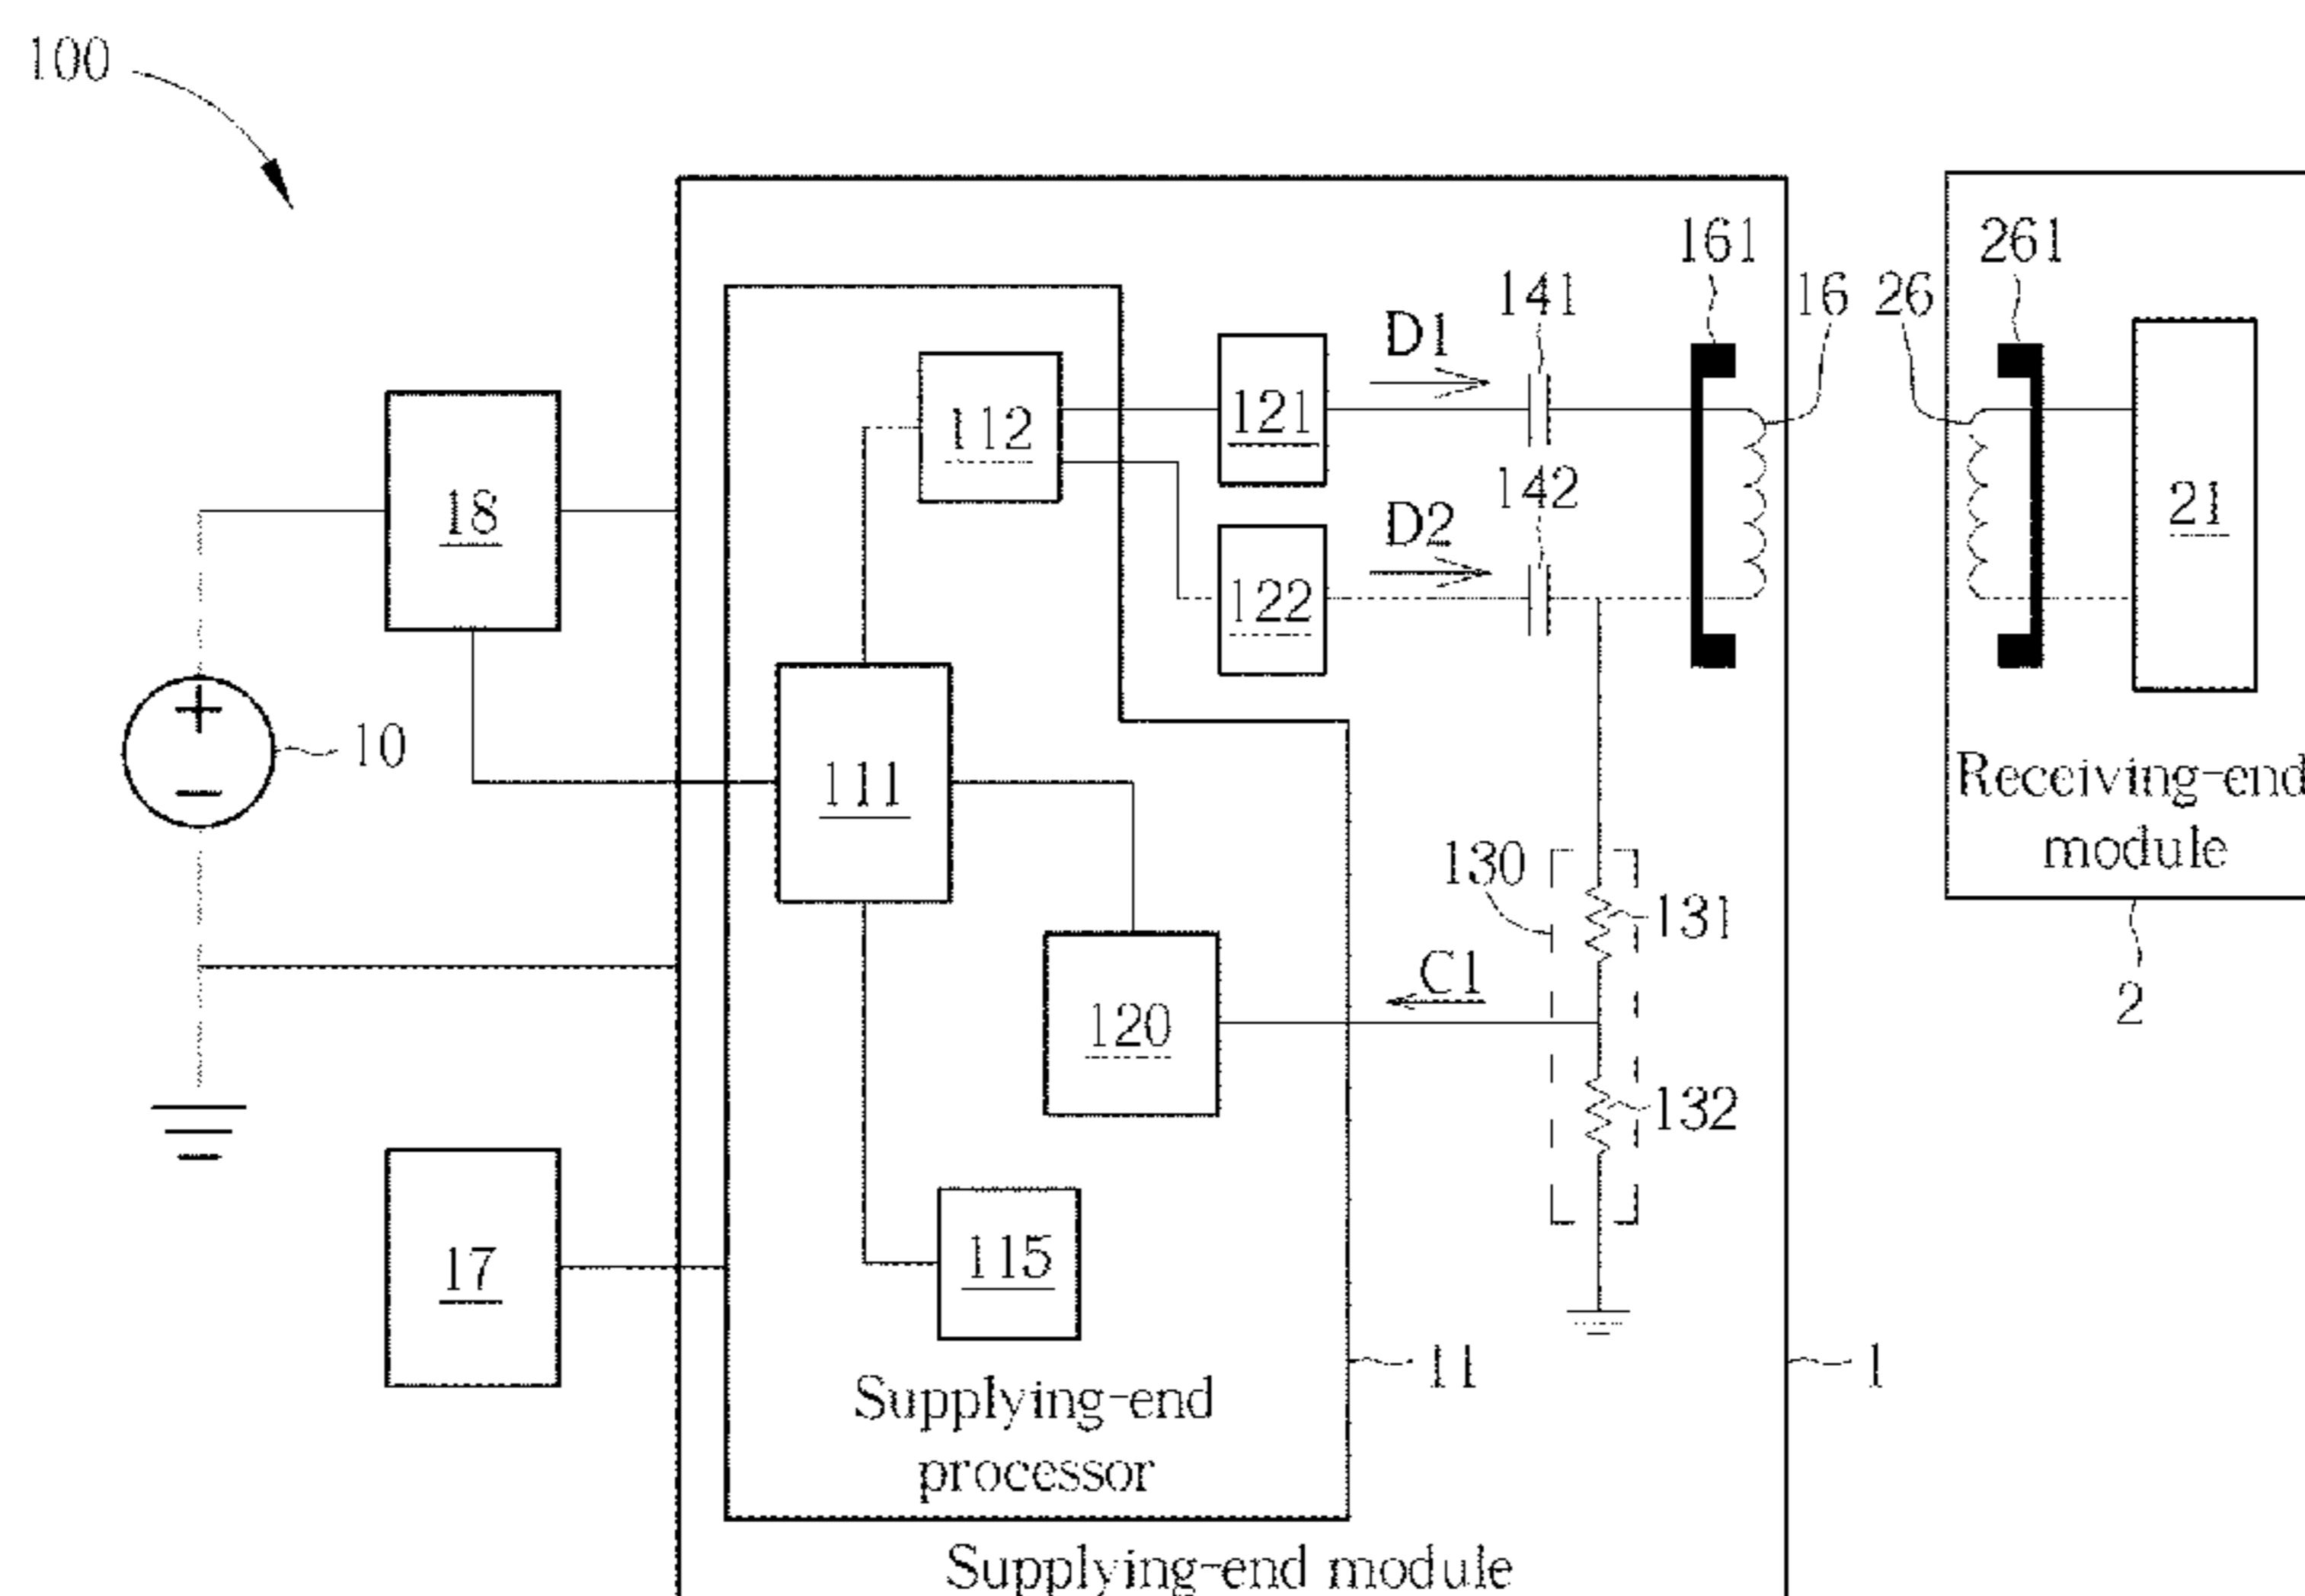 100
161
261
141
16
26
D1
121
112
142
18
D2
21
122
10
111
Receiving-end
module
130
131
C1
2
120
132
115
17
11
1
Supplying-end
processor
Supplying-end module